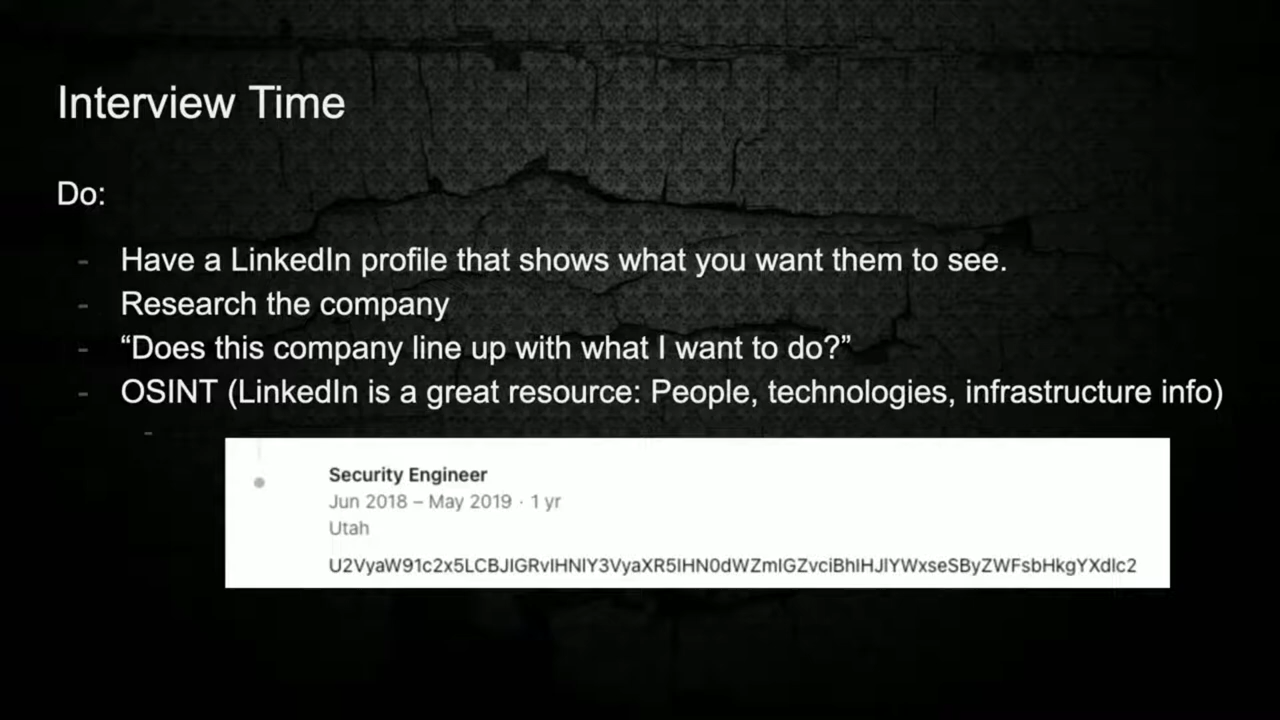 Interview Time
Do:
- Have a LinkedIn profile that shows what you want them to see.
- Research the company
- “Does this company line up with what I want to do?”
- OSINT (LinkedIn is a great resource: People, technologies, infrastructure info)
-
Security Engineer
Jun 2018 – May 2019 · 1 yr
Utah
U2VyaW91c2x5LCBJIGRvIHNlY3VyaXR5IHN0dWZmIGZvciBhIHJlYWxseSByZWFsbHkgYXdlc2